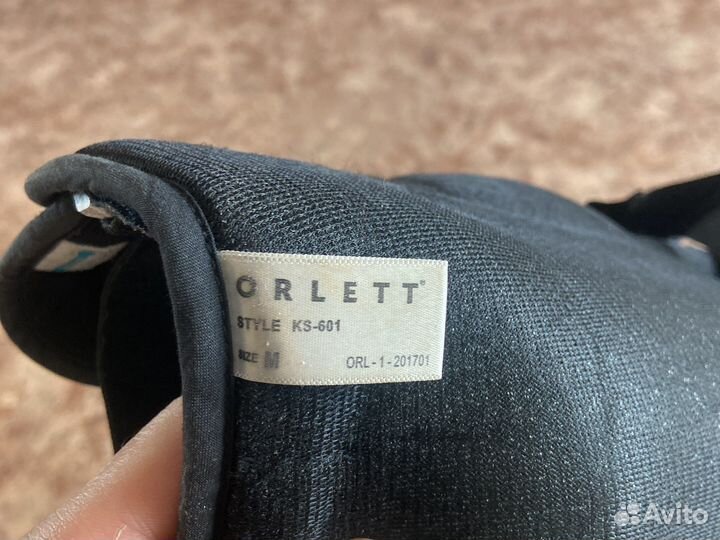 ORLETT®
STYLE KS-601
SIZE M ORL-1-201701
Avito